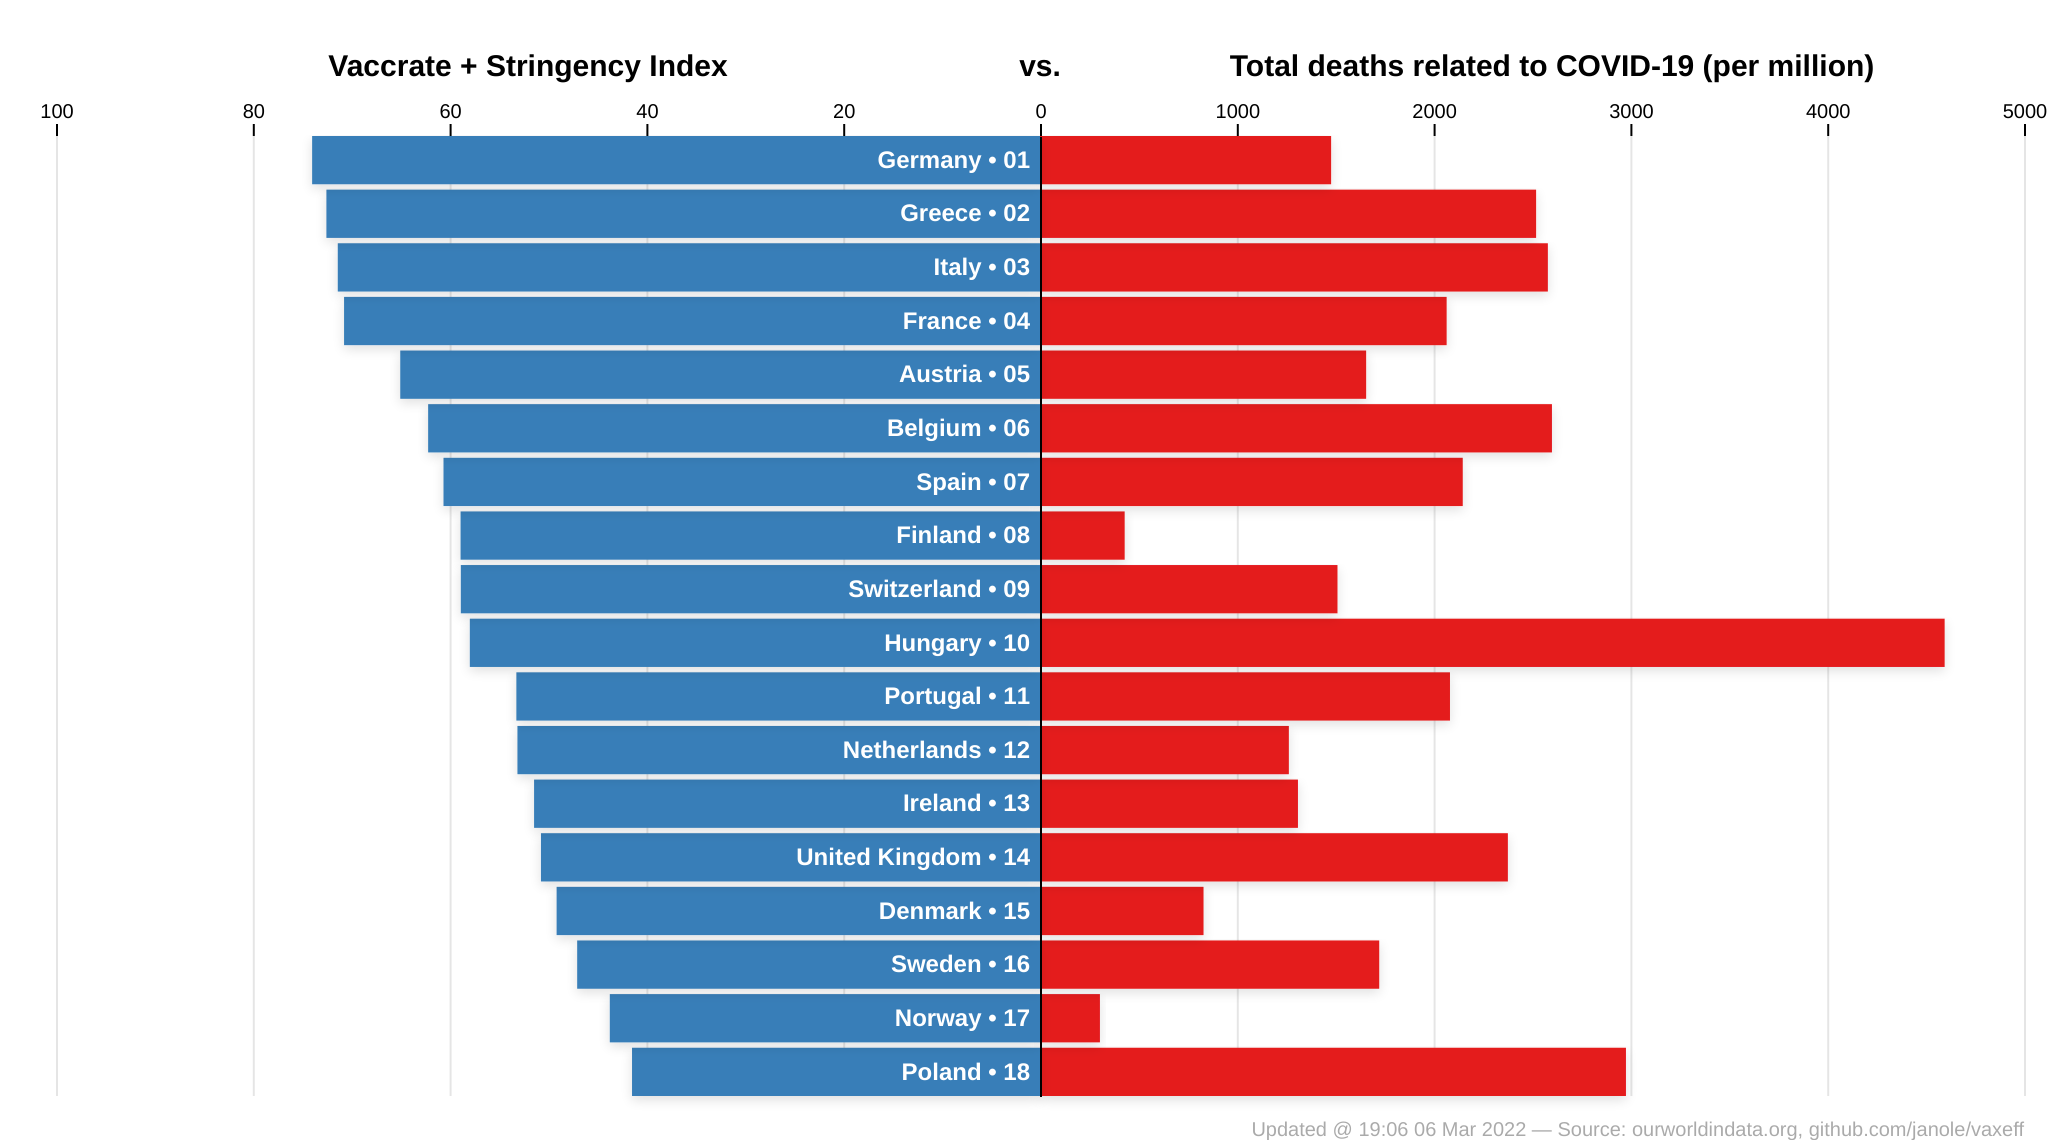 Vaccrate + Stringency Index vs. Total deaths related to COVID-19 (per million)
100 80 60 40 20 0 1000 2000 3000 4000 5000
Germany • 01
Greece • 02
Italy • 03
France • 04
Austria • 05
Belgium • 06
Spain • 07
Finland • 08
Switzerland • 09
Hungary • 10
Portugal • 11
Netherlands • 12
Ireland • 13
United Kingdom • 14
Denmark • 15
Sweden • 16
Norway • 17
Poland • 18
Updated @ 19:06 06 Mar 2022 — Source: ourworldindata.org, github.com/janole/vaxeff